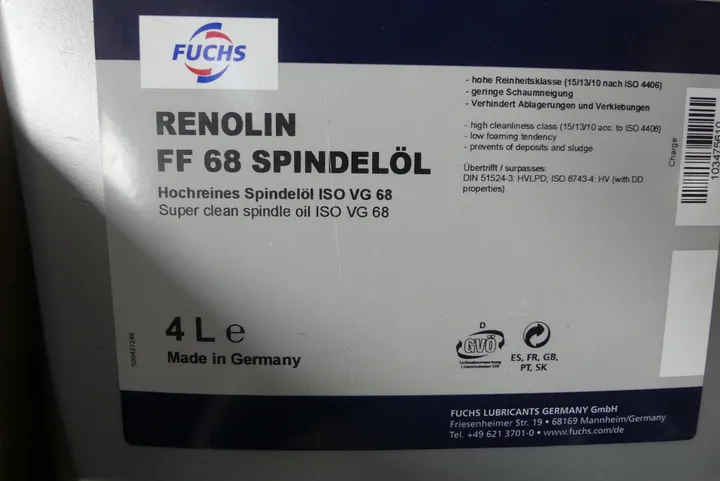 FUCHS
RENOLIN
FF 68 SPINDELÖL
Hochreines Spindelöl ISO VG 68
Super clean spindle oil ISO VG 68
- hohe Reinheitsklasse (15/13/10 nach ISO 4406)
- geringe Schaumneigung
- Verhindert Ablagerungen und Verklebungen
- high cleanliness class (15/13/10 acc. to ISO 4406)
- low foaming tendency
- prevents of deposits and sludge
Übertrifft / surpasses:
DIN 51524-3: HVLPD; ISO 6743-4: HV (with DD
properties)
Charge
4 L e
Made in Germany
D
GVÖ
ES, FR, GB,
PT, SK
FUCHS LUBRICANTS GERMANY GmbH
Friesenheimer Str. 19 • 68169 Mannheim/Germany
Tel. +49 621 3701-0 • www.fuchs.com/de